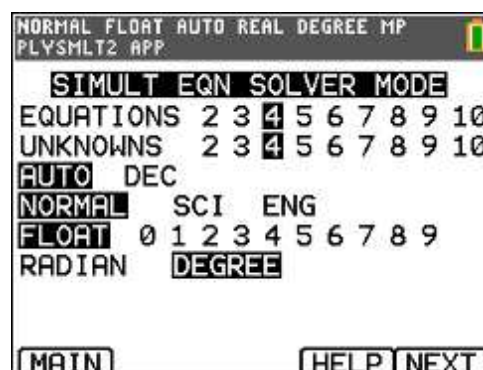 NORMAL FLOAT AUTO REAL DEGREE MP
PLYSMLT2 APP
SIMULT EQN SOLVER MODE
EQUATIONS 2 3 4 5 6 7 8 9 10
UNKNOWNS 2 3 4 5 6 7 8 9 10
AUTO DEC
NORMAL SCI ENG
FLOAT 0 1 2 3 4 5 6 7 8 9
RADIAN DEGREE
MAIN HELP NEXT